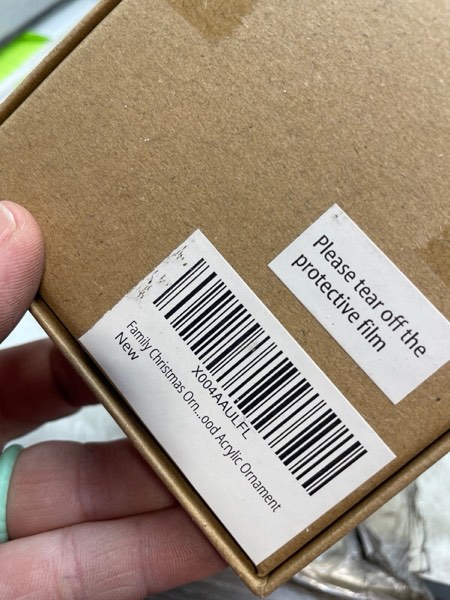 Please tear off the
protective film
X004AAULFL
Family Christmas Orn...ood Acrylic Ornament
New